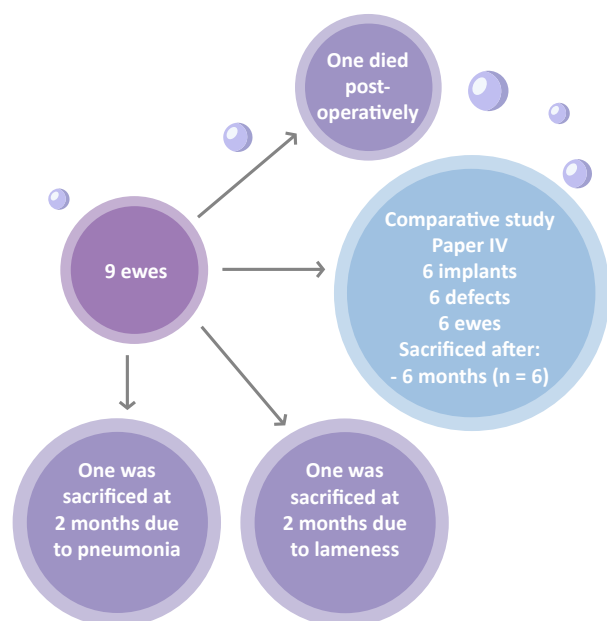 One died
post-
operatively
9 ewes
Comparative study
Paper IV
6 implants
6 defects
6 ewes
Sacrificed after:
- 6 months (n = 6)
One was
sacrificed at
2 months due
to pneumonia
One was
sacrificed at
2 months due
to lameness